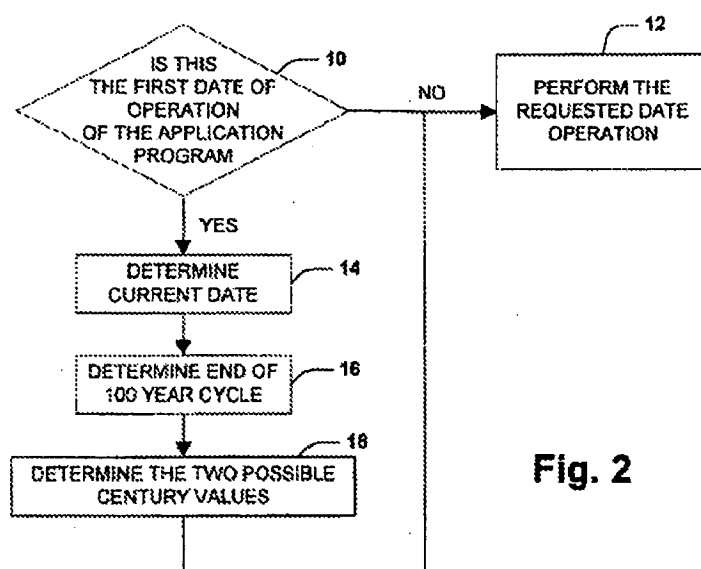 10
IS THIS
THE FIRST DATE OF
OPERATION
OF THE APPLICATION
PROGRAM
NO
12
PERFORM THE
REQUESTED DATE
OPERATION
YES
14
DETERMINE
CURRENT DATE
16
DETERMINE END OF
100 YEAR CYCLE
18
DETERMINE THE TWO POSSIBLE
CENTURY VALUES
Fig. 2